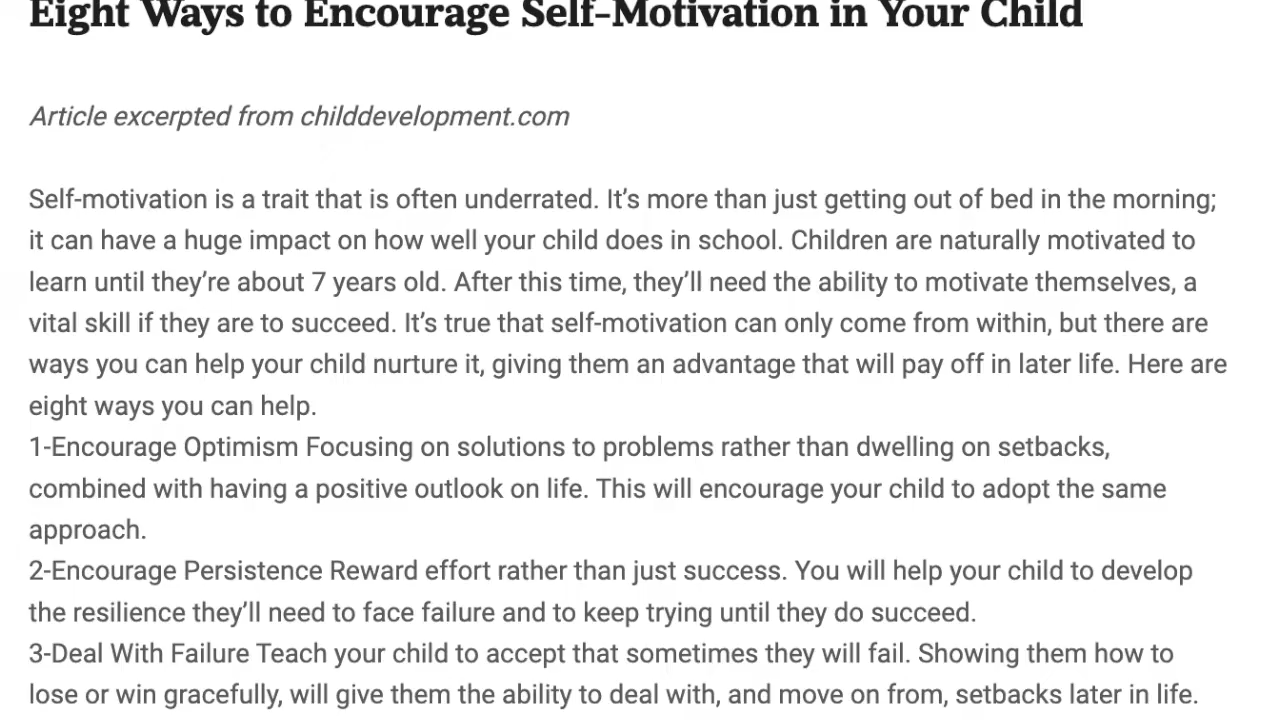 Eight Ways to Encourage Self-Motivation in Your Child
Article excerpted from childdevelopment.com
Self-motivation is a trait that is often underrated. It’s more than just getting out of bed in the morning;
it can have a huge impact on how well your child does in school. Children are naturally motivated to
learn until they’re about 7 years old. After this time, they’ll need the ability to motivate themselves, a
vital skill if they are to succeed. It’s true that self-motivation can only come from within, but there are
ways you can help your child nurture it, giving them an advantage that will pay off in later life. Here are
eight ways you can help.
1-Encourage Optimism Focusing on solutions to problems rather than dwelling on setbacks,
combined with having a positive outlook on life. This will encourage your child to adopt the same
approach.
2-Encourage Persistence Reward effort rather than just success. You will help your child to develop
the resilience they’ll need to face failure and to keep trying until they do succeed.
3-Deal With Failure Teach your child to accept that sometimes they will fail. Showing them how to
lose or win gracefully, will give them the ability to deal with, and move on from, setbacks later in life.